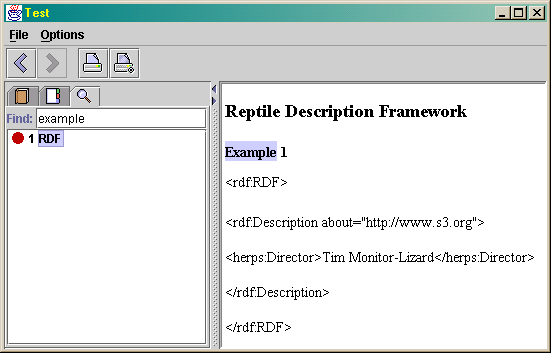 Test
File Options
Find: example
1 RDF
Reptile Description Framework
Example 1
<rdf:RDF>
<rdf:Description about="http://www.s3.org">
<herps:Director>Tim Monitor-Lizard</herps:Director>
</rdf:Description>
</rdf:RDF>